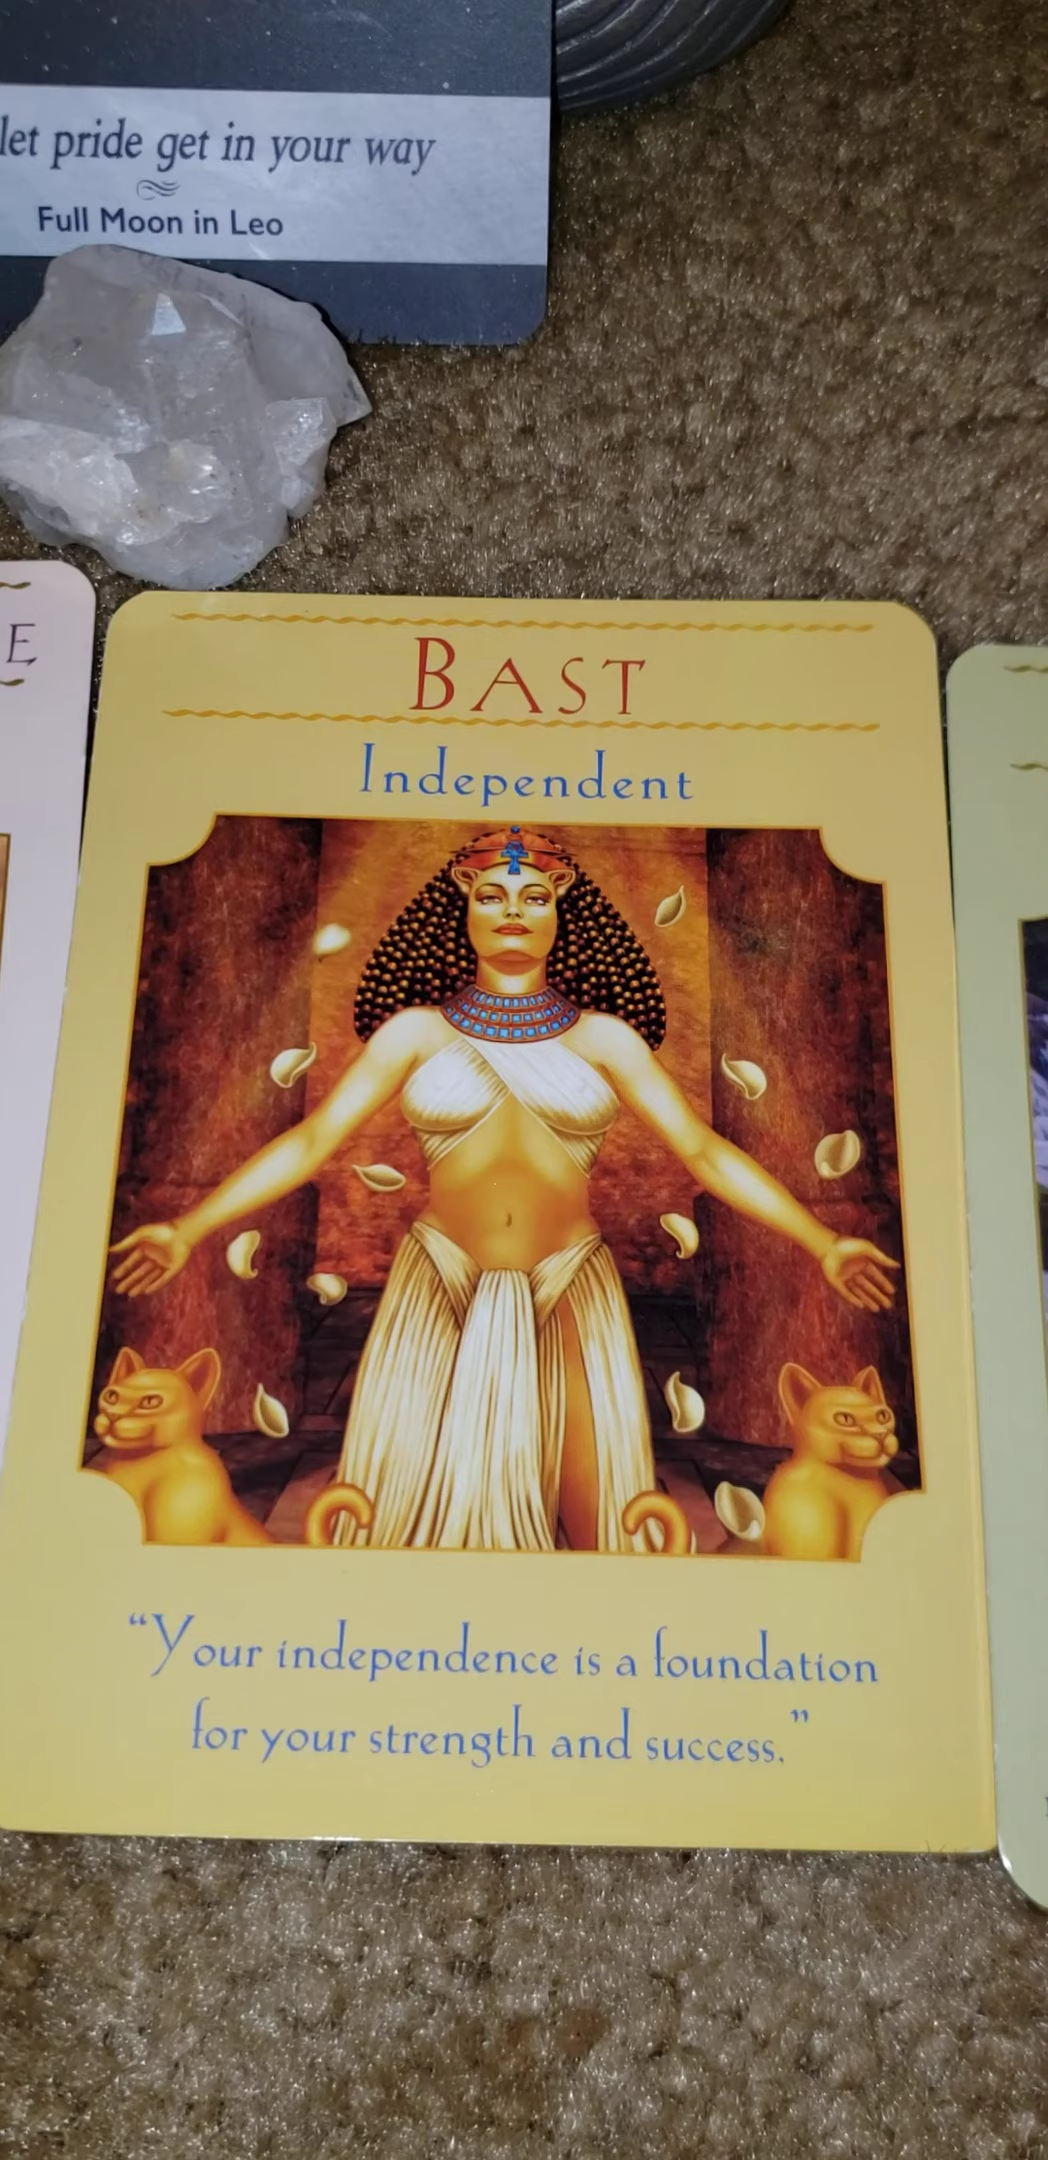 let pride get in your way
Full Moon in Leo
E
BAST
Independent
“Your independence is a foundation
for your strength and success.”